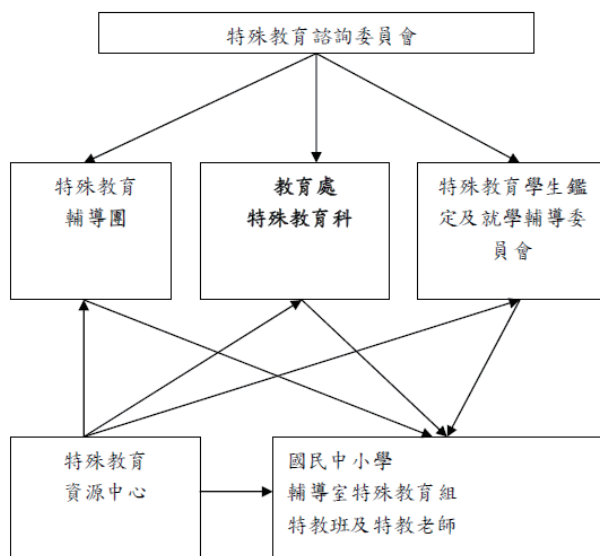 特殊教育諮詢委員會
特殊教育
輔導團
教育處
特殊教育科
特殊教育學生鑑
定及就學輔導委
員會
特殊教育
資源中心
國民中小學
輔導室特殊教育組
特教班及特教老師